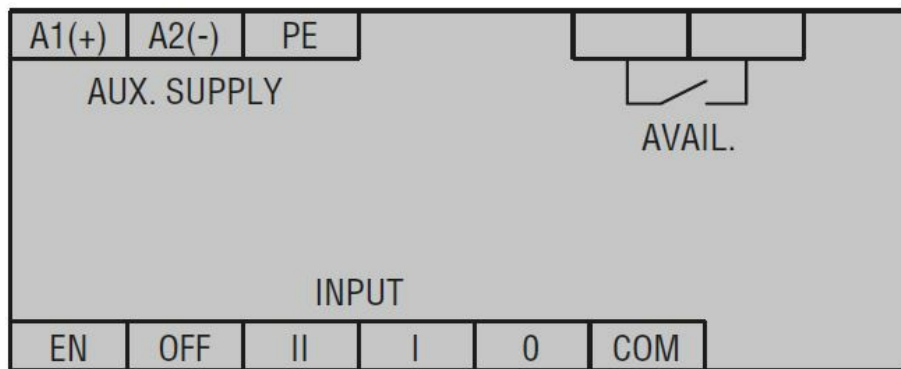 A1(+) A2(-) PE
AUX. SUPPLY
AVAIL.
INPUT
EN OFF II I 0 COM